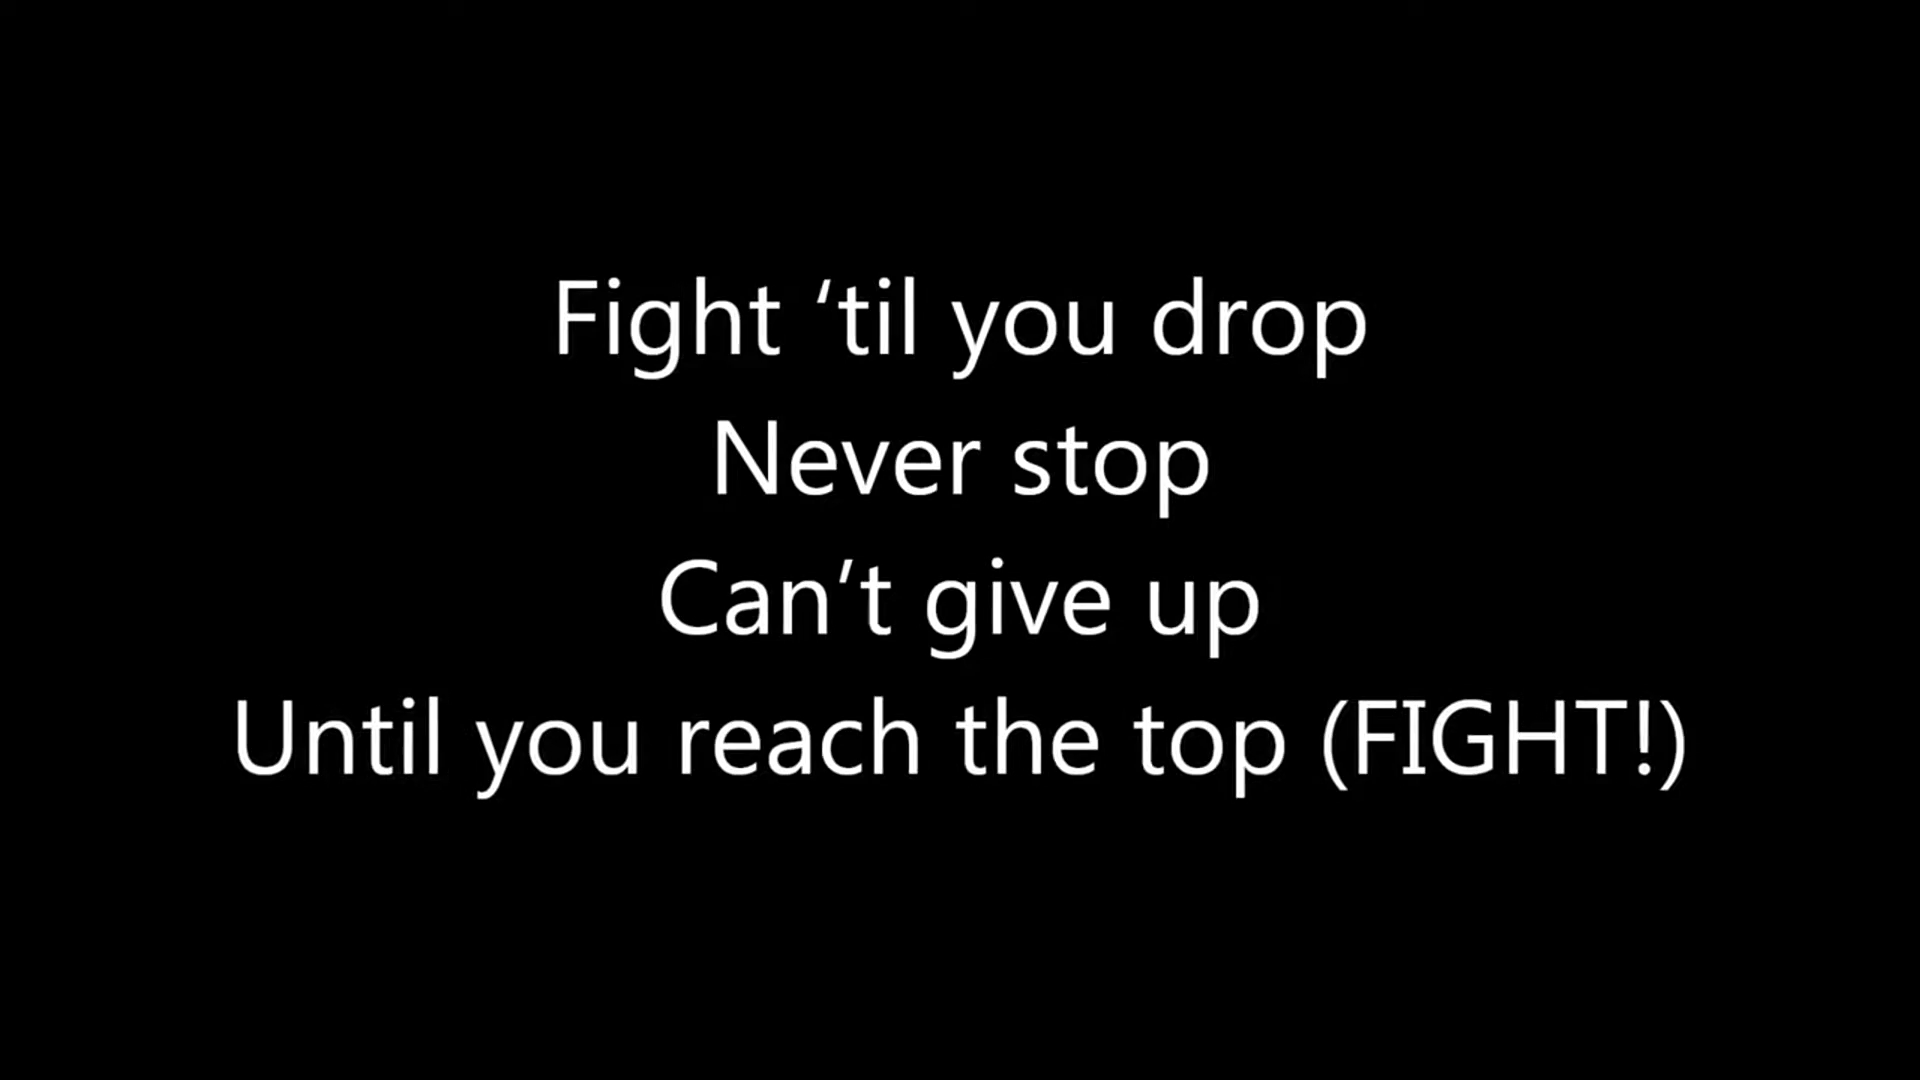 Fight ‘til you drop
Never stop
Can’t give up
Until you reach the top (FIGHT!)